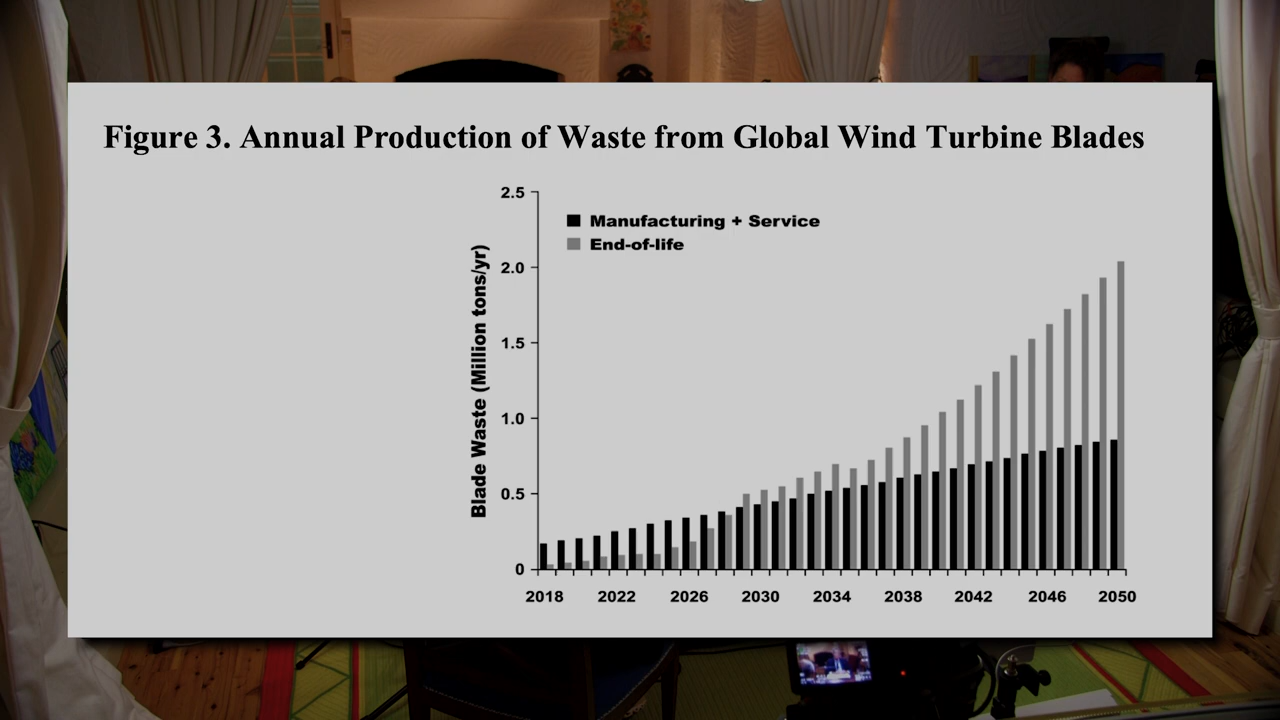 Figure 3. Annual Production of Waste from Global Wind Turbine Blades
2.5
Manufacturing + Service
End-of-life
2.0
1.5
1.0
0.5
0
Blade Waste (Million tons/yr)
2018 2022 2026 2030 2034 2038 2042 2046 2050